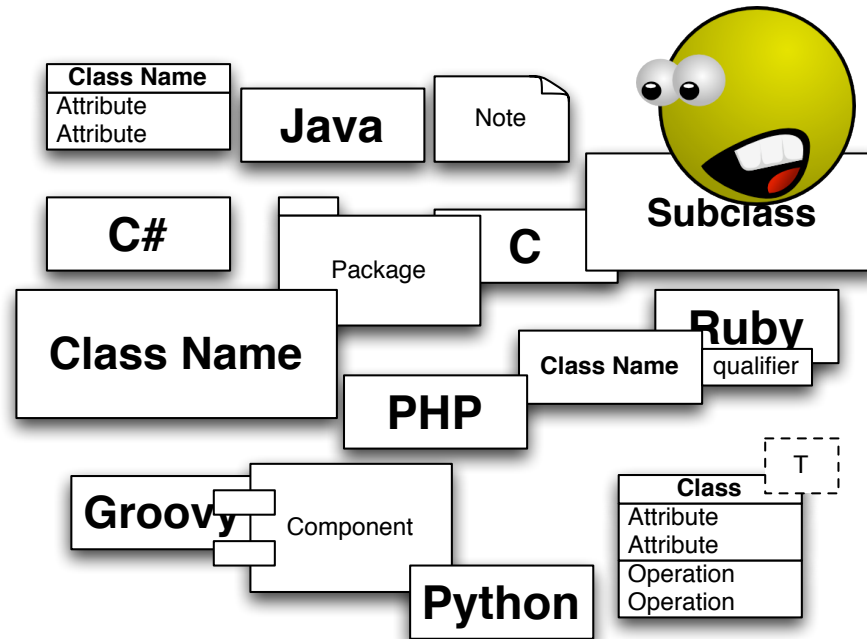 Class Name
Attribute
Attribute
Java
Note
Subclass
C#
Package
C
Class Name
Ruby
Class Name
qualifier
PHP
T
Groovy
Component
Class
Attribute
Attribute
Operation
Operation
Python